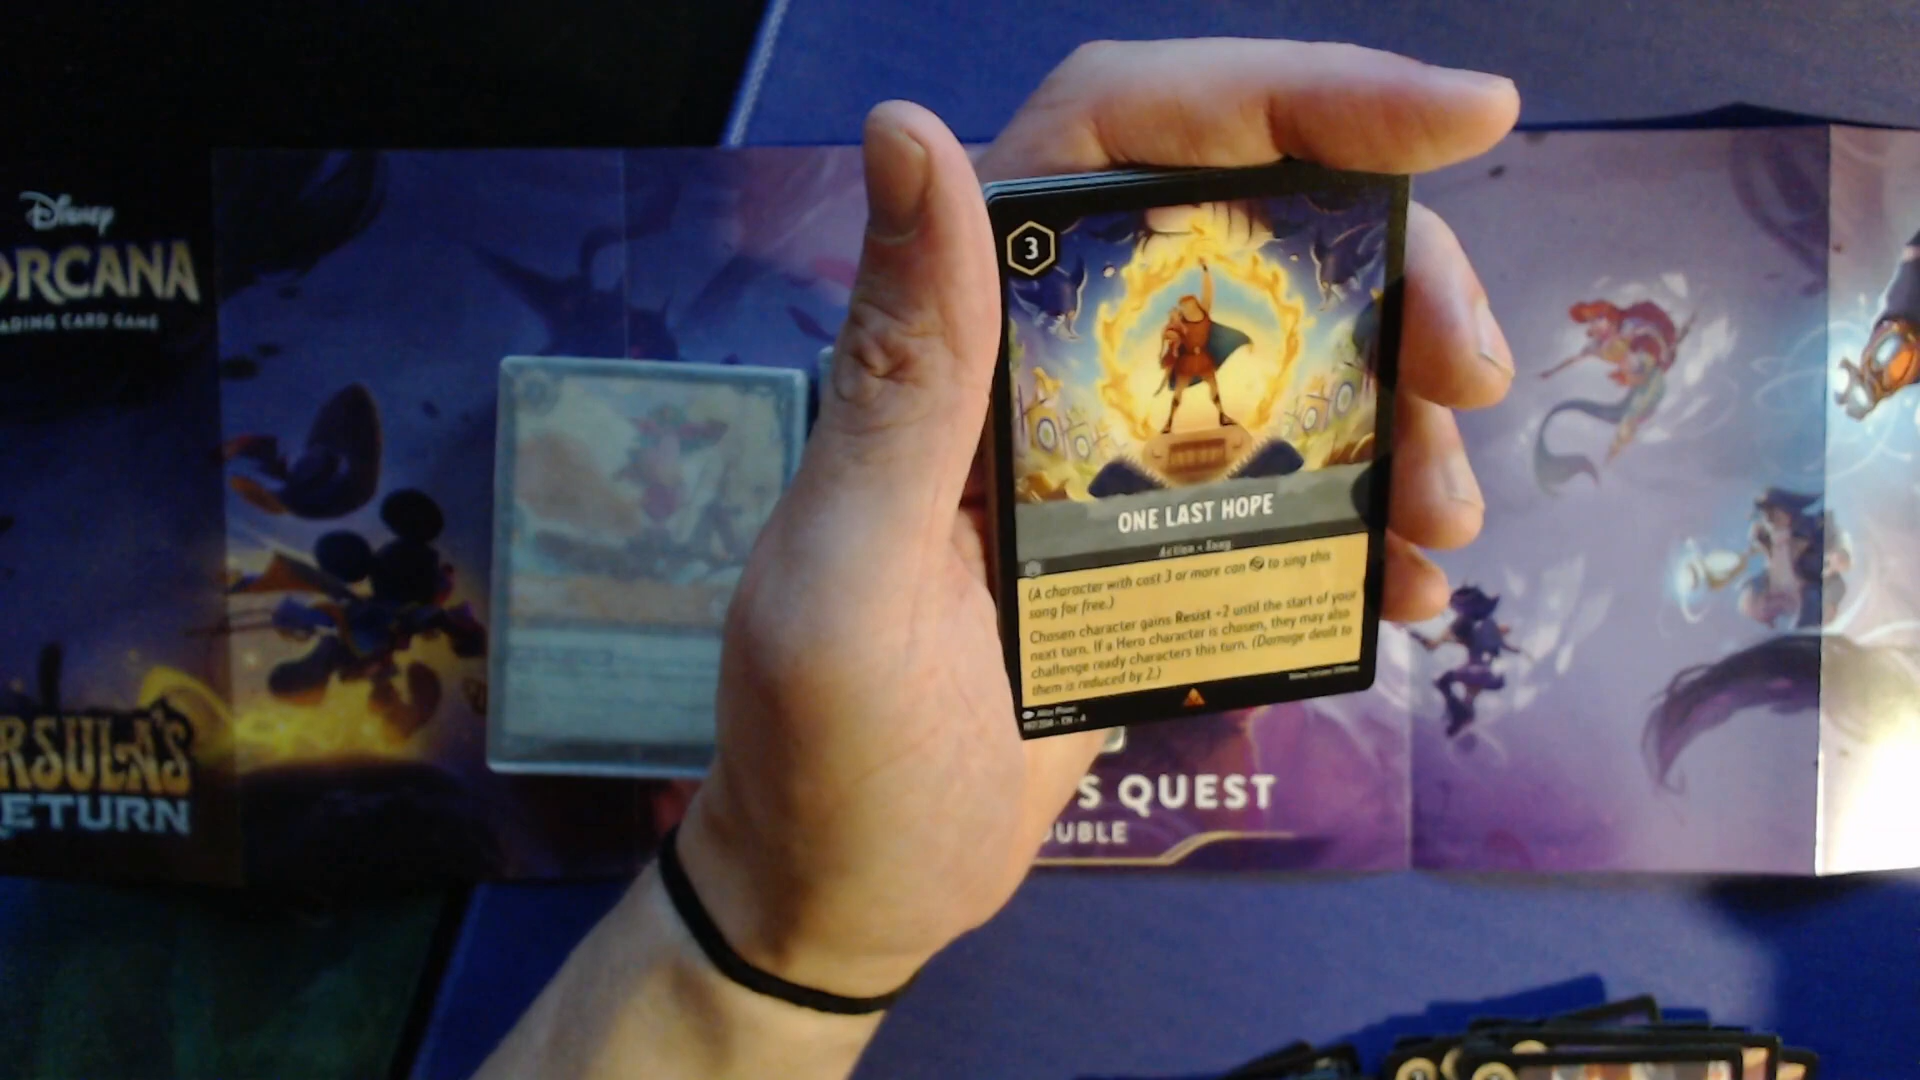 Disney
ORCANA
ADING CARD GAME
RSULA'S
ETURN
3
ONE LAST HOPE
Action • Song
(A character with cost 3 or more can to sing this
song for free.)
Chosen character gains Resist +2 until the start of your
next turn. If a Hero character is chosen, they may also
challenge ready characters this turn. (Damage dealt to
them is reduced by 2.)
'S QUEST
OUBLE